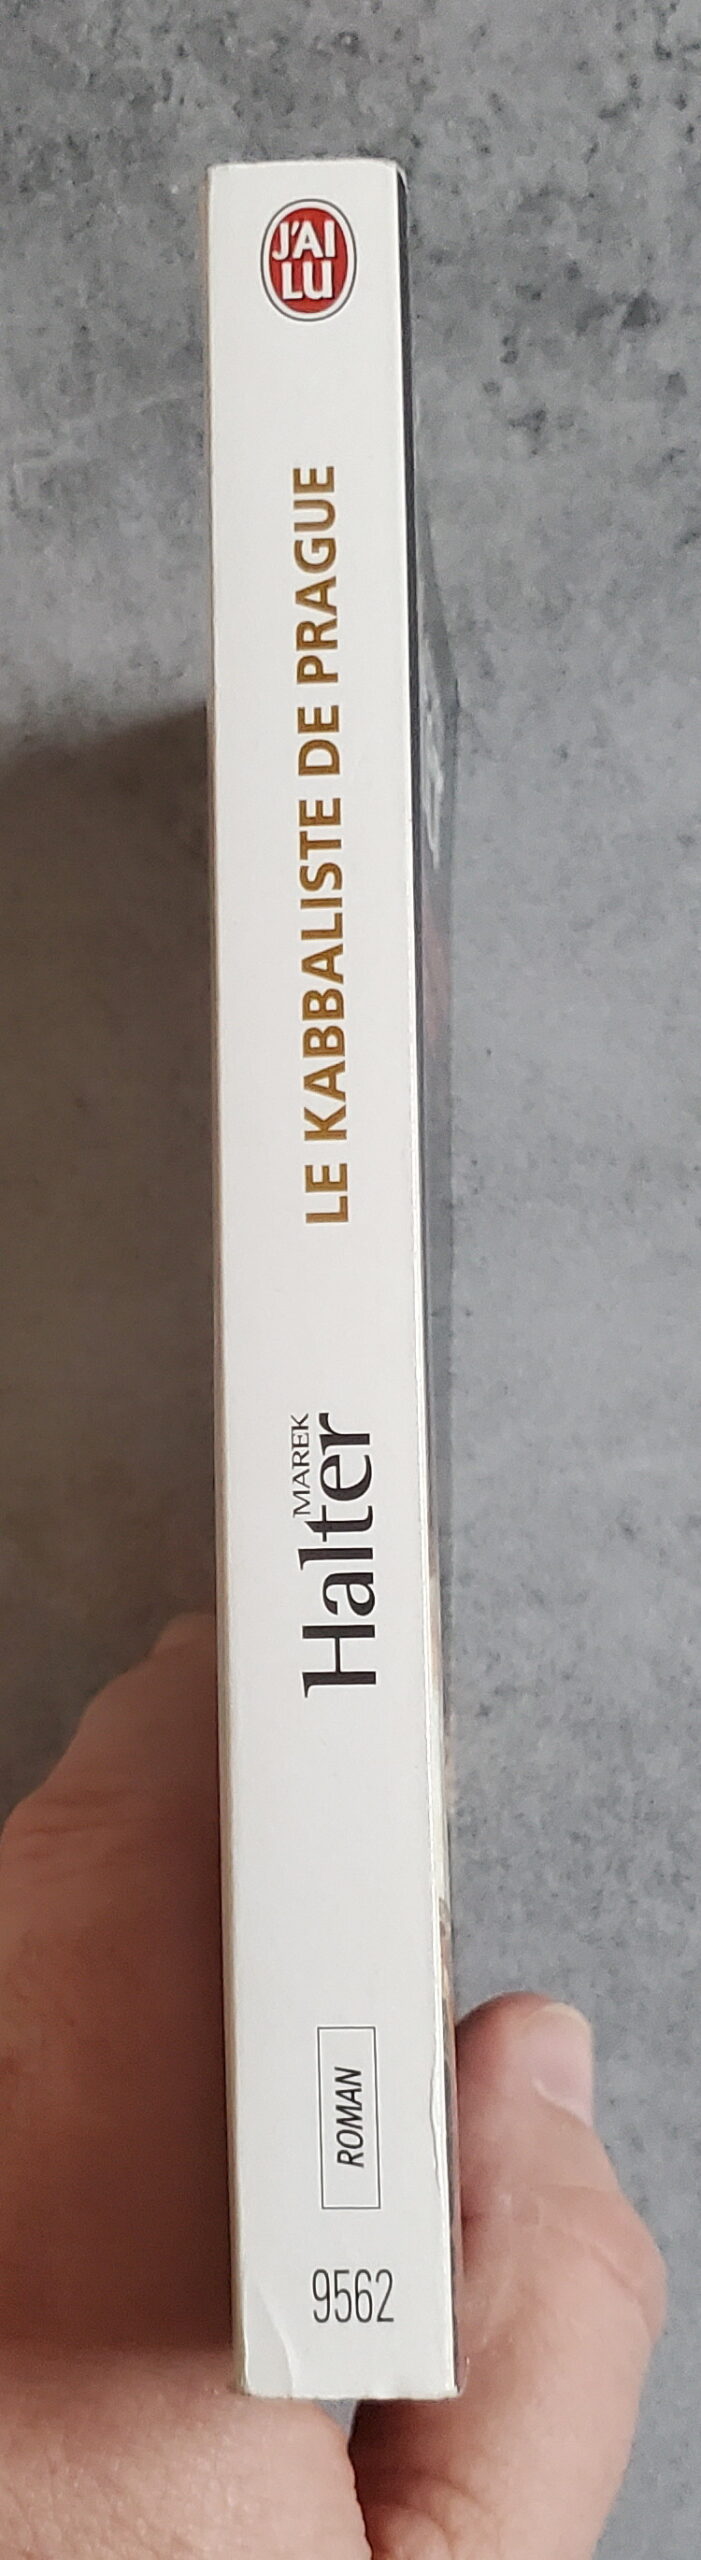 J'AI
LU
LE KABBALISTE DE PRAGUE
MAREK
Halter
ROMAN
9562